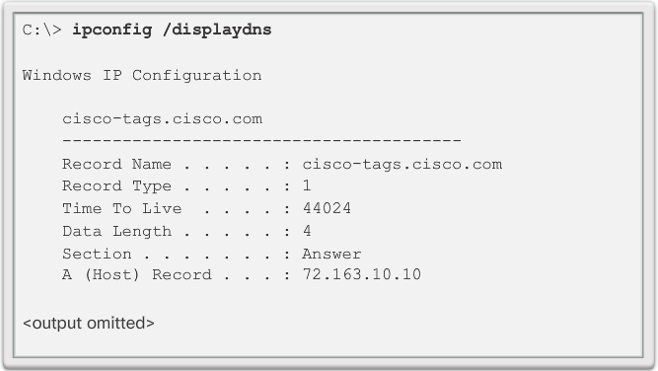 C:\> ipconfig /displaydns
Windows IP Configuration
cisco-tags.cisco.com
----------------------------------------
Record Name . . . . . : cisco-tags.cisco.com
Record Type . . . . . : 1
Time To Live  . . . . : 44024
Data Length . . . . . : 4
Section . . . . . . . : Answer
A (Host) Record . . . : 72.163.10.10
<output omitted>